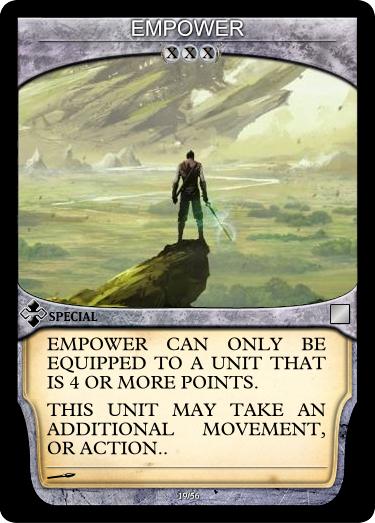 EMPOWER
X X X
SPECIAL
EMPOWER CAN ONLY BE
EQUIPPED TO A UNIT THAT
IS 4 OR MORE POINTS.
THIS UNIT MAY TAKE AN
ADDITIONAL MOVEMENT,
OR ACTION..
19/56